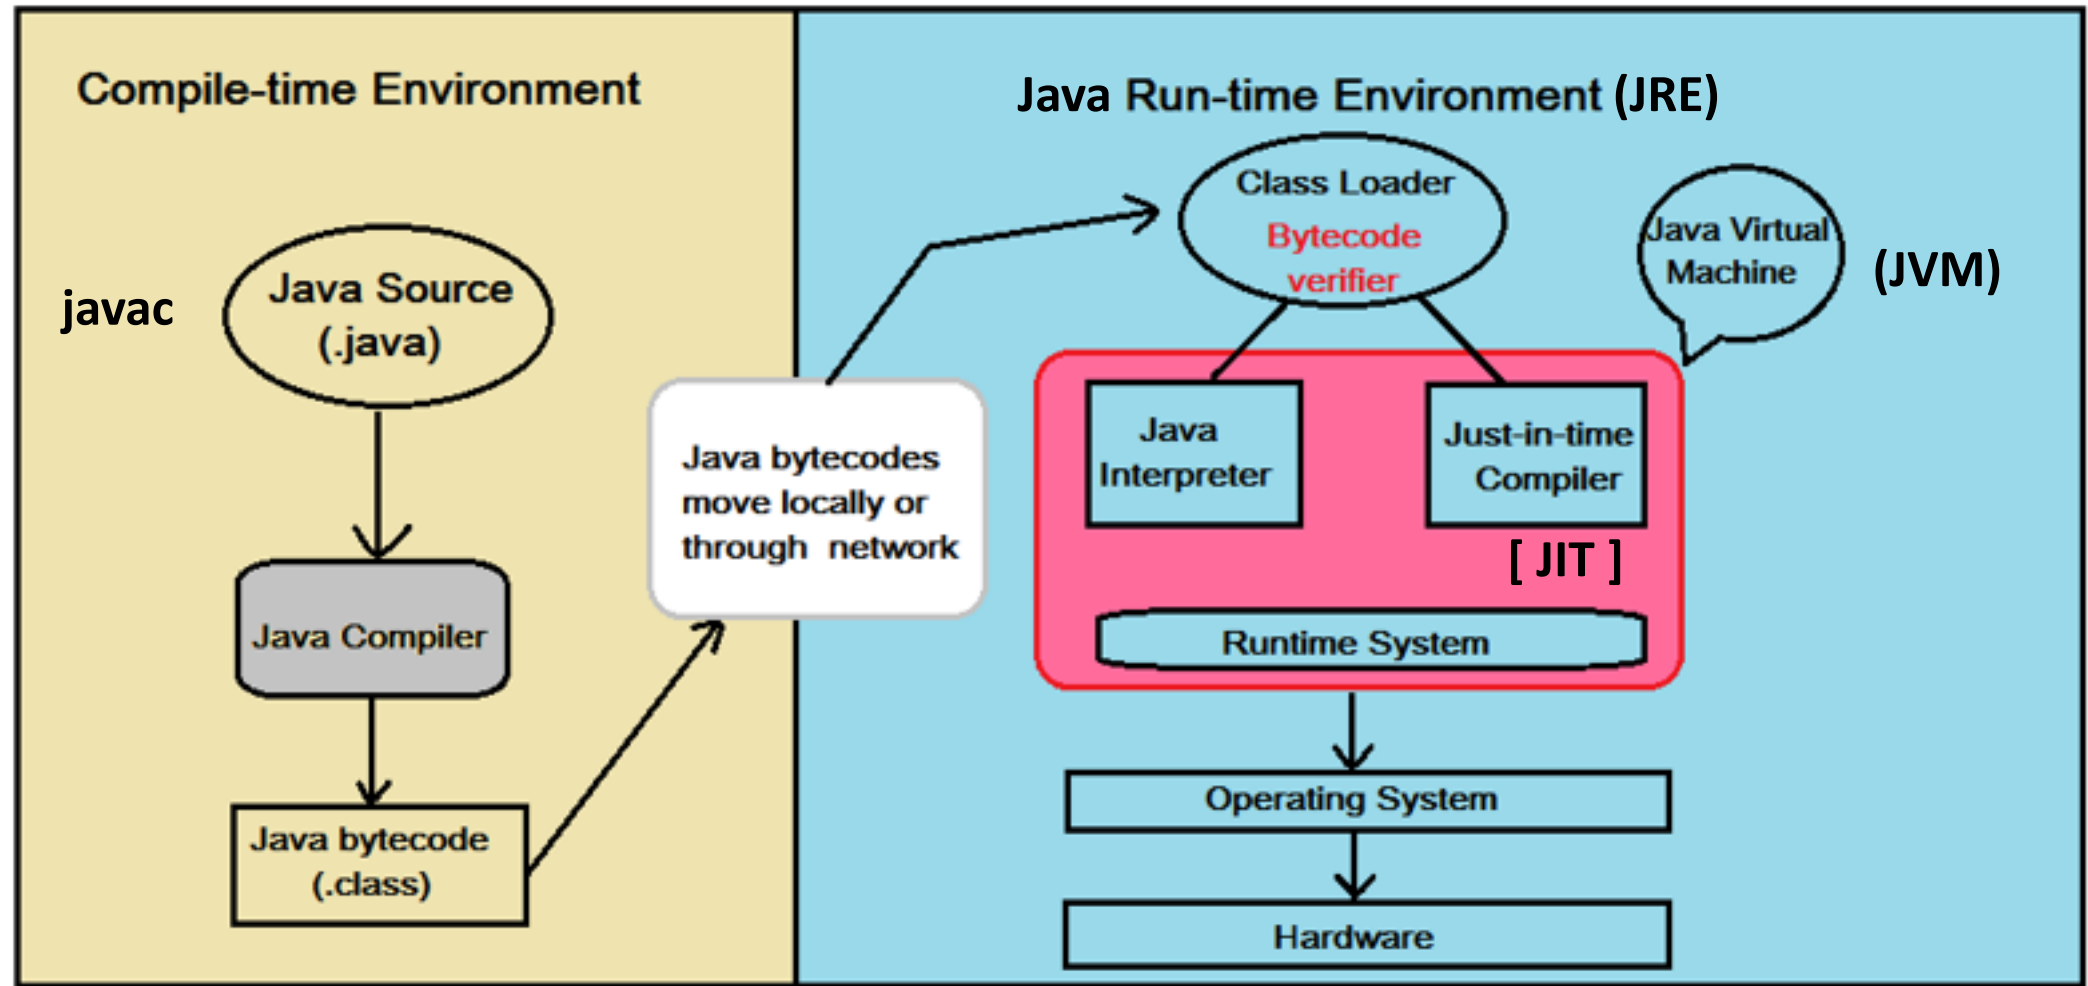 Compile-time Environment
javac
Java Source
(.java)
Java Compiler
Java bytecode
(.class)
Java bytecodes
move locally or
through network
Java Run-time Environment (JRE)
Class Loader
Bytecode
verifier
Java Virtual
Machine
(JVM)
Java
Interpreter
Just-in-time
Compiler
[ JIT ]
Runtime System
Operating System
Hardware